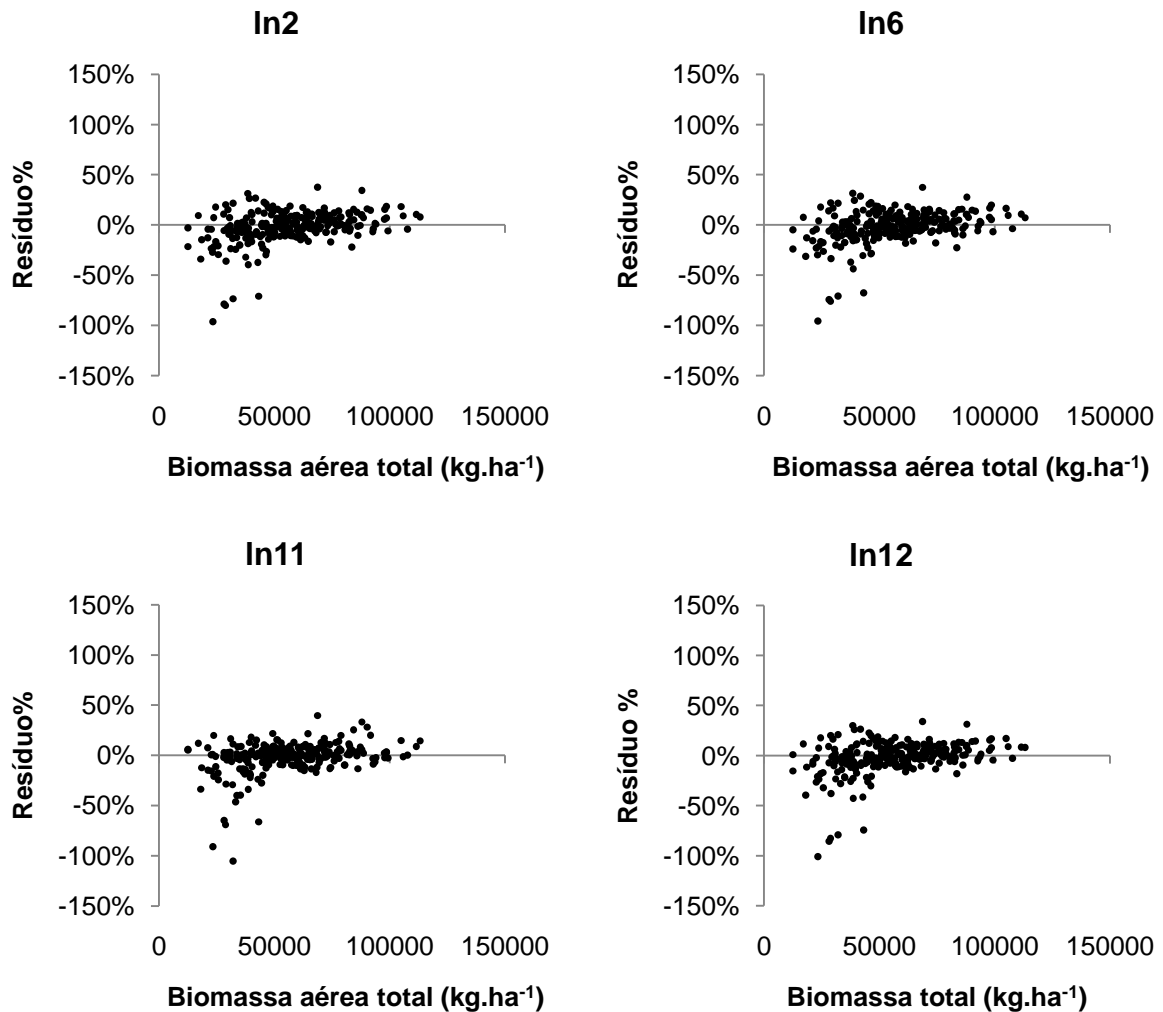 ln2
150%
100%
50%
0%
-50%
-100%
-150%
0 50000 100000 150000
Resíduo%
Biomassa aérea total (kg.ha⁻¹)
ln6
150%
100%
50%
0%
-50%
-100%
-150%
0 50000 100000 150000
Resíduo%
Biomassa aérea total (kg.ha⁻¹)
ln11
150%
100%
50%
0%
-50%
-100%
-150%
0 50000 100000 150000
Resíduo%
Biomassa aérea total (kg.ha⁻¹)
ln12
150%
100%
50%
0%
-50%
-100%
-150%
0 50000 100000 150000
Resíduo %
Biomassa total (kg.ha⁻¹)